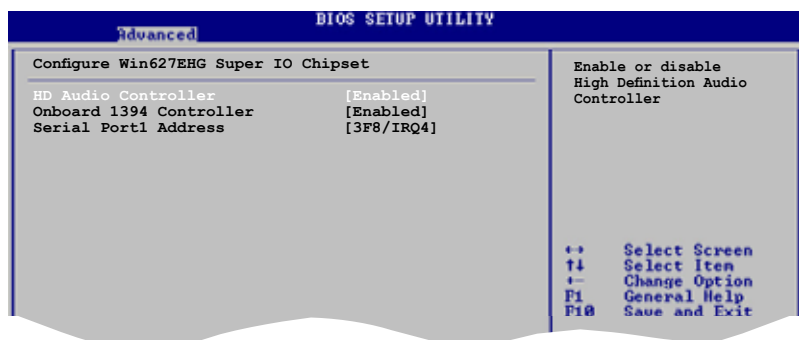 BIOS SETUP UTILITY
Advanced
Configure Win627EHG Super IO Chipset
HD Audio Controller [Enabled]
Onboard 1394 Controller [Enabled]
Serial Port1 Address [3F8/IRQ4]
Enable or disable
High Definition Audio
Controller
↔ Select Screen
↑↓ Select Item
+- Change Option
F1 General Help
F10 Save and Exit